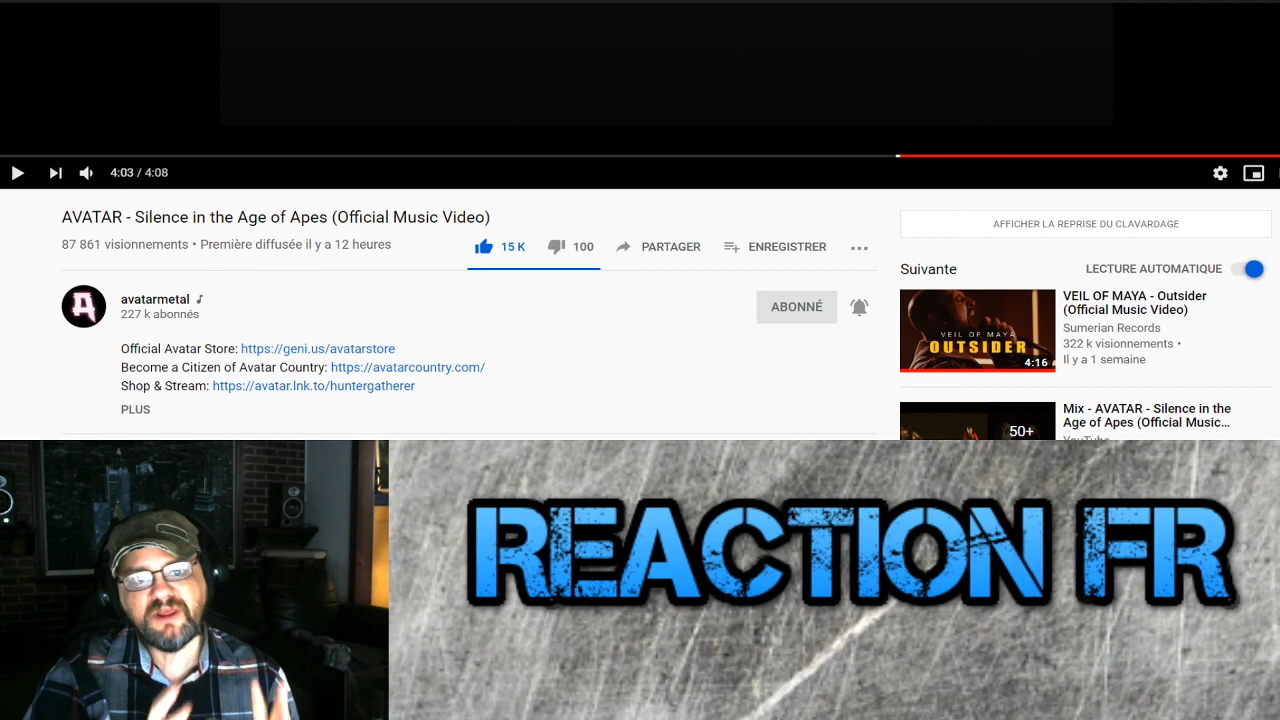 4:03 / 4:08
AVATAR - Silence in the Age of Apes (Official Music Video)
87 861 visionnements • Première diffusée il y a 12 heures
15 K
100
PARTAGER
ENREGISTRER
avatarmetal
227 k abonnés
ABONNÉ
Official Avatar Store: https://geni.us/avatarstore
Become a Citizen of Avatar Country: https://avatarcountry.com/
Shop & Stream: https://avatar.lnk.to/huntergatherer
PLUS
AFFICHER LA REPRISE DU CLAVARDAGE
Suivante
LECTURE AUTOMATIQUE
VEIL OF MAYA
OUTSIDER
4:16
VEIL OF MAYA - Outsider
(Official Music Video)
Sumerian Records
322 k visionnements •
Il y a 1 semaine
50+
Mix - AVATAR - Silence in the
Age of Apes (Official Music...
YouTube
REACTION FR